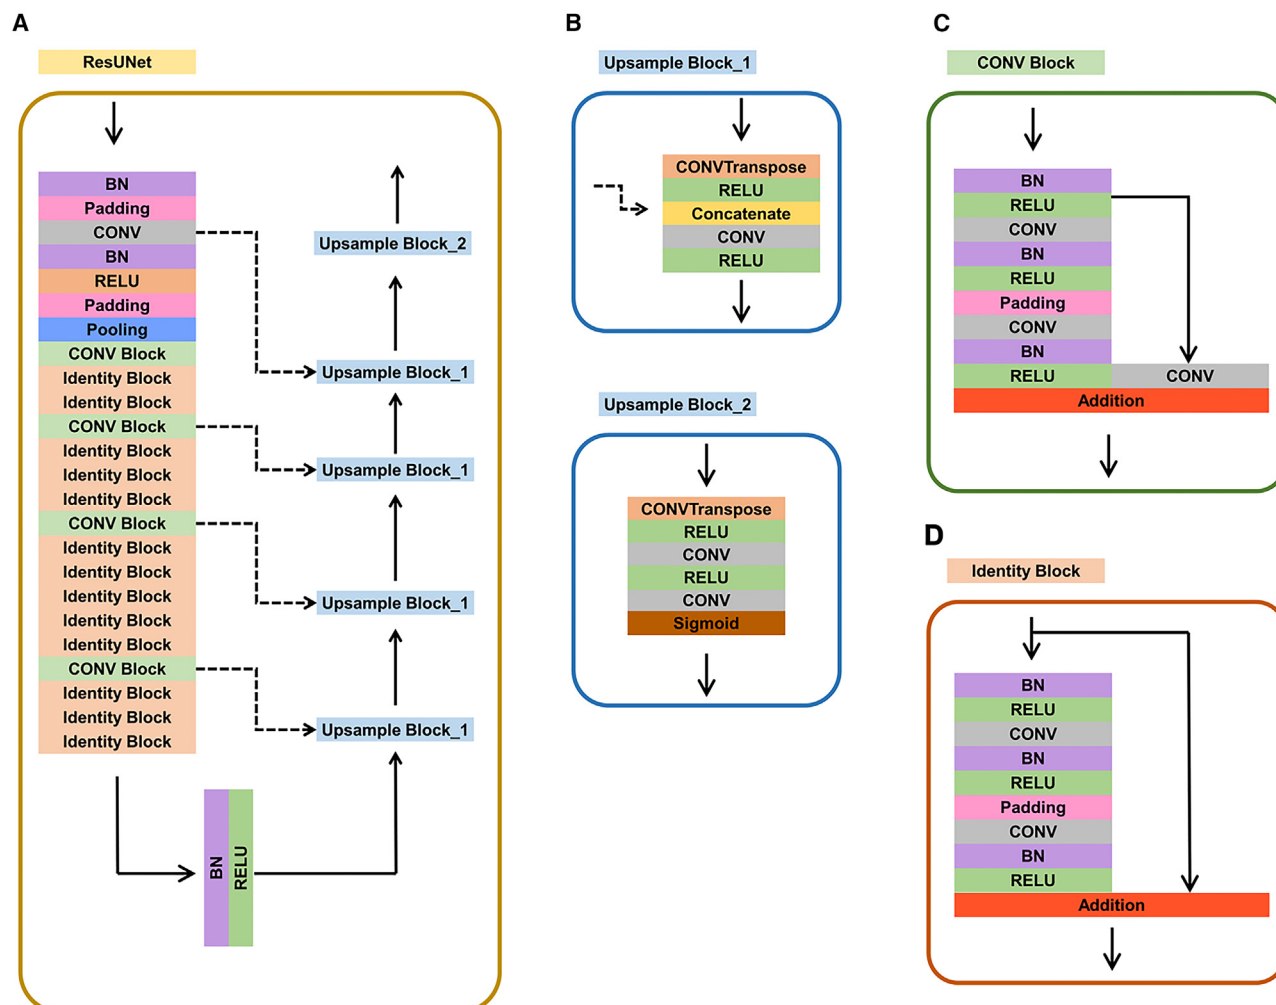 A
ResUNet
BN
Padding
CONV
BN
RELU
Padding
Pooling
CONV Block
Identity Block
Identity Block
CONV Block
Identity Block
Identity Block
Identity Block
CONV Block
Identity Block
Identity Block
Identity Block
Identity Block
Identity Block
CONV Block
Identity Block
Identity Block
Identity Block
BN
RELU
Upsample Block_2
Upsample Block_1
Upsample Block_1
Upsample Block_1
Upsample Block_1
B
Upsample Block_1
CONVTranspose
RELU
Concatenate
CONV
RELU
Upsample Block_2
CONVTranspose
RELU
CONV
RELU
CONV
Sigmoid
C
CONV Block
BN
RELU
CONV
BN
RELU
Padding
CONV
BN
RELU CONV
Addition
D
Identity Block
BN
RELU
CONV
BN
RELU
Padding
CONV
BN
RELU
Addition